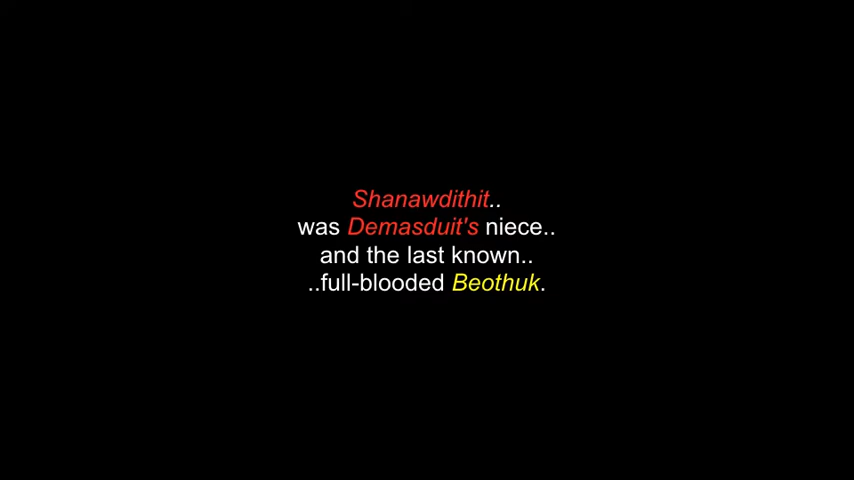 Shanawdithit..
was Demasduit's niece..
and the last known..
..full-blooded Beothuk.